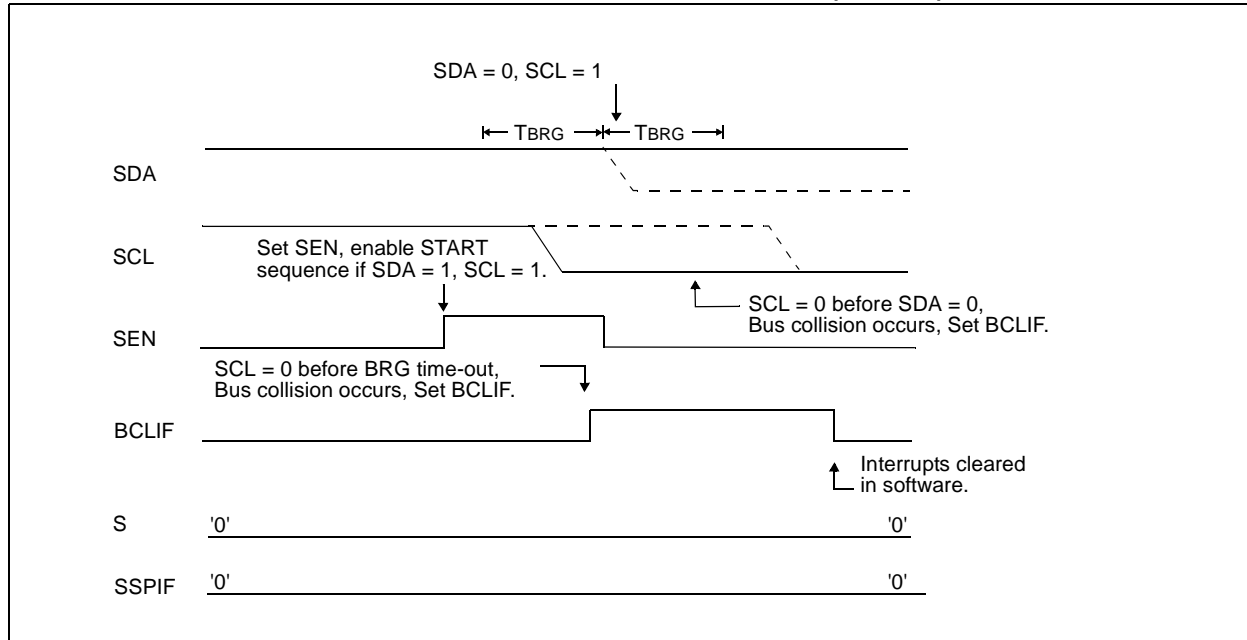 SDA = 0, SCL = 1
TBRG TBRG
SDA
SCL
Set SEN, enable START
sequence if SDA = 1, SCL = 1.
SCL = 0 before SDA = 0,
Bus collision occurs, Set BCLIF.
SEN
SCL = 0 before BRG time-out,
Bus collision occurs, Set BCLIF.
BCLIF
Interrupts cleared
in software.
S '0' '0'
SSPIF '0' '0'